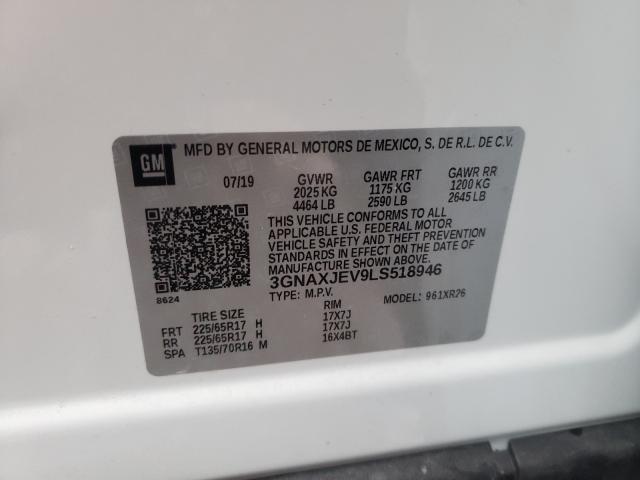 GM MFD BY GENERAL MOTORS DE MEXICO, S. DE R.L. DE C.V.
07/19 GVWR GAWR FRT GAWR RR
2025 KG 1175 KG 1200 KG
4464 LB 2590 LB 2645 LB
THIS VEHICLE CONFORMS TO ALL
APPLICABLE U.S. FEDERAL MOTOR
VEHICLE SAFETY AND THEFT PREVENTION
STANDARDS IN EFFECT ON THE DATE OF
MANUFACTURE SHOWN ABOVE.
3GNAXJEV9LS518946
8624 TYPE: M.P.V. MODEL: 961XR26
TIRE SIZE RIM
FRT 225/65R17 H 17X7J
RR 225/65R17 H 17X7J
SPA T135/70R16 M 16X4BT